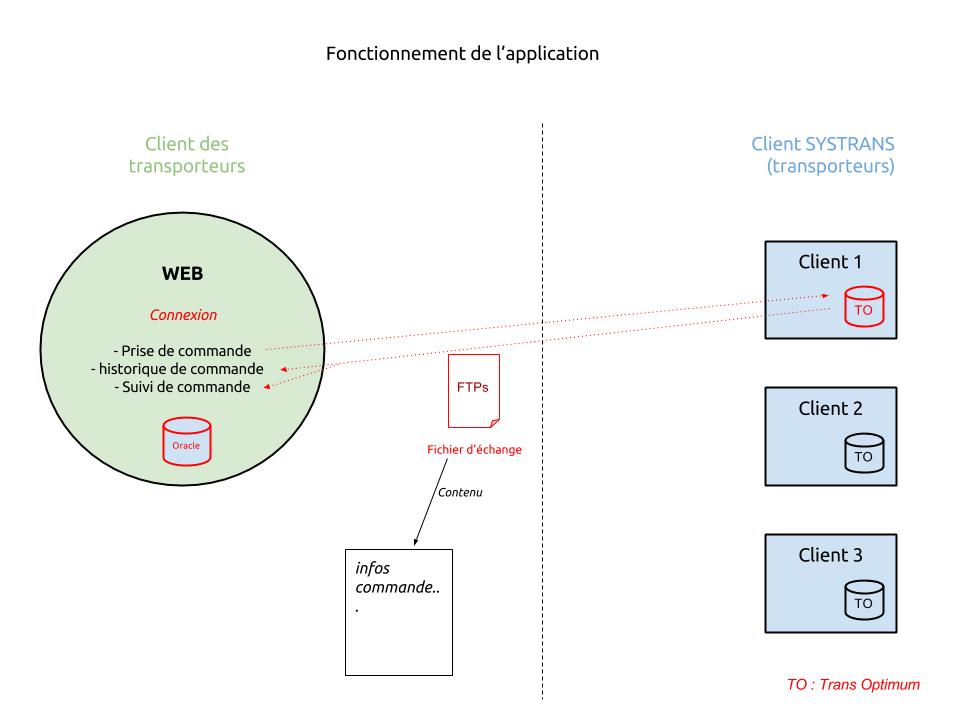 Fonctionnement de l'application
Client des
transporteurs
Client SYSTRANS
(transporteurs)
WEB
Connexion
- Prise de commande
- historique de commande
- Suivi de commande
Oracle
FTPs
Fichier d'échange
Contenu
infos
commande..
.
Client 1
TO
Client 2
TO
Client 3
TO
TO : Trans Optimum